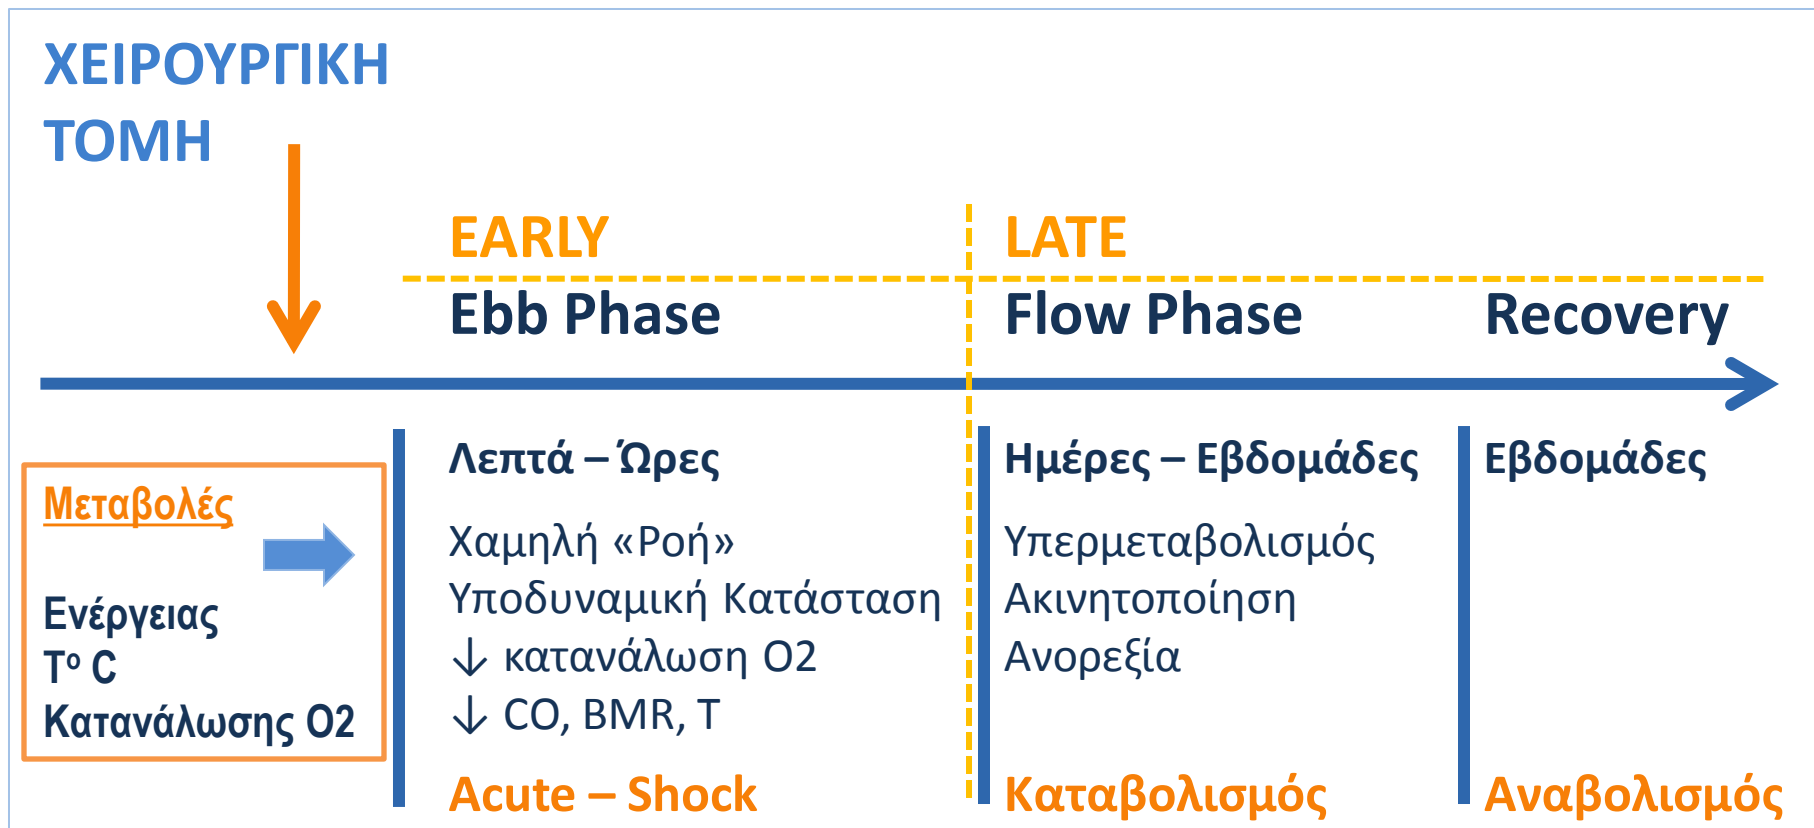 ΧΕΙΡΟΥΡΓΙΚΗ
ΤΟΜΗ
EARLY
LATE
Ebb Phase
Flow Phase
Recovery
Μεταβολές
Ενέργειας
Tº C
Κατανάλωσης Ο2
Λεπτά – Ώρες
Χαμηλή «Ροή»
Υποδυναμική Κατάσταση
↓ κατανάλωση Ο2
↓ CO, BMR, T
Acute – Shock
Ημέρες – Εβδομάδες
Υπερμεταβολισμός
Ακινητοποίηση
Ανορεξία
Καταβολισμός
Εβδομάδες
Αναβολισμός